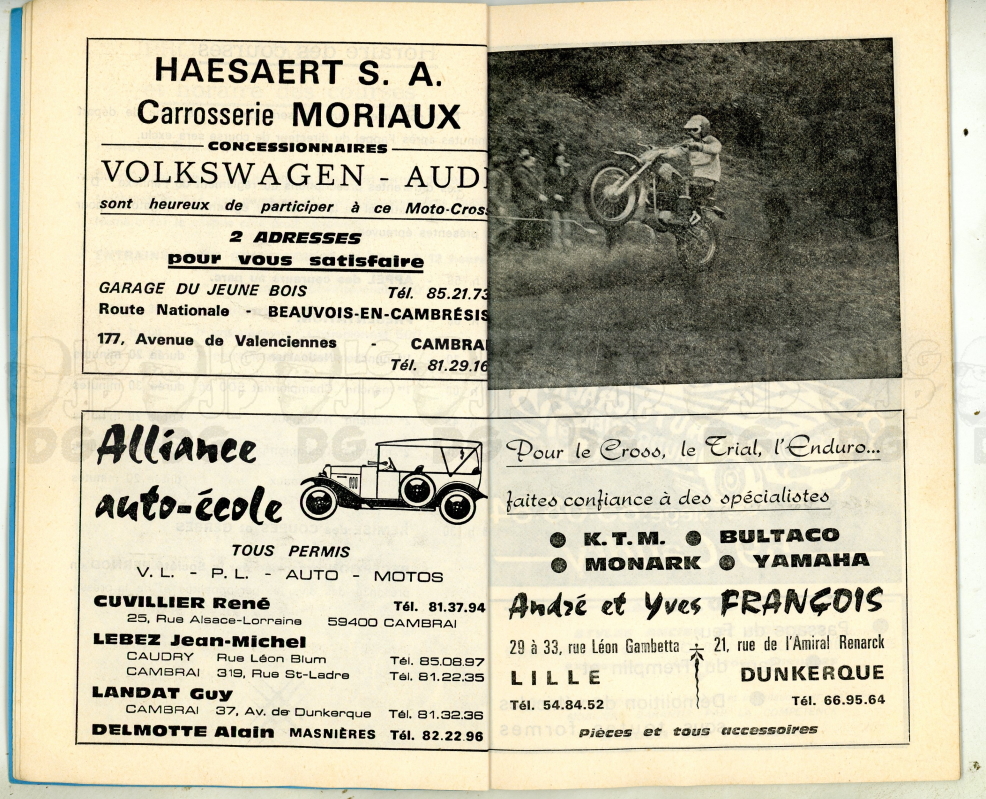 HAESAERT S. A.
Carrosserie MORIAUX
CONCESSIONNAIRES
VOLKSWAGEN - AUDI
sont heureux de participer à ce Moto-Cross
2 ADRESSES
pour vous satisfaire
GARAGE DU JEUNE BOIS Tél. 85.21.73
Route Nationale - BEAUVOIS-EN-CAMBRÉSIS
177, Avenue de Valenciennes - CAMBRAI
Tél. 81.29.16
Alliance
auto-école
TOUS PERMIS
V.L. - P.L. - AUTO - MOTOS
CUVILLIER René Tél. 81.37.94
25, Rue Alsace-Lorraine 59400 CAMBRAI
LEBEZ Jean-Michel
CAUDRY Rue Léon Blum Tél. 85.08.97
CAMBRAI 319, Rue St-Ladre Tél. 81.22.35
LANDAT Guy
CAMBRAI 37, Av. de Dunkerque Tél. 81.32.36
DELMOTTE Alain MASNIÈRES Tél. 82.22.96
Pour le Cross, le Trial, l'Enduro...
faites confiance à des spécialistes
K.T.M. BULTACO
MONARK YAMAHA
André et Yves FRANÇOIS
29 à 33, rue Léon Gambetta
LILLE
Tél. 54.84.52
21, rue de l'Amiral Renarck
DUNKERQUE
Tél. 66.95.64
Pièces et tous accessoires